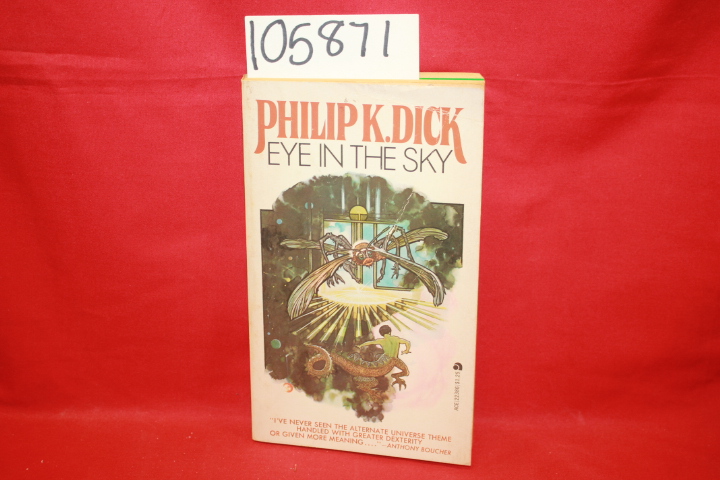 105871
PHILIP K. DICK
EYE IN THE SKY
"I'VE NEVER SEEN THE ALTERNATE UNIVERSE THEME
HANDLED WITH GREATER DEXTERITY
OR GIVEN MORE MEANING...." —ANTHONY BOUCHER